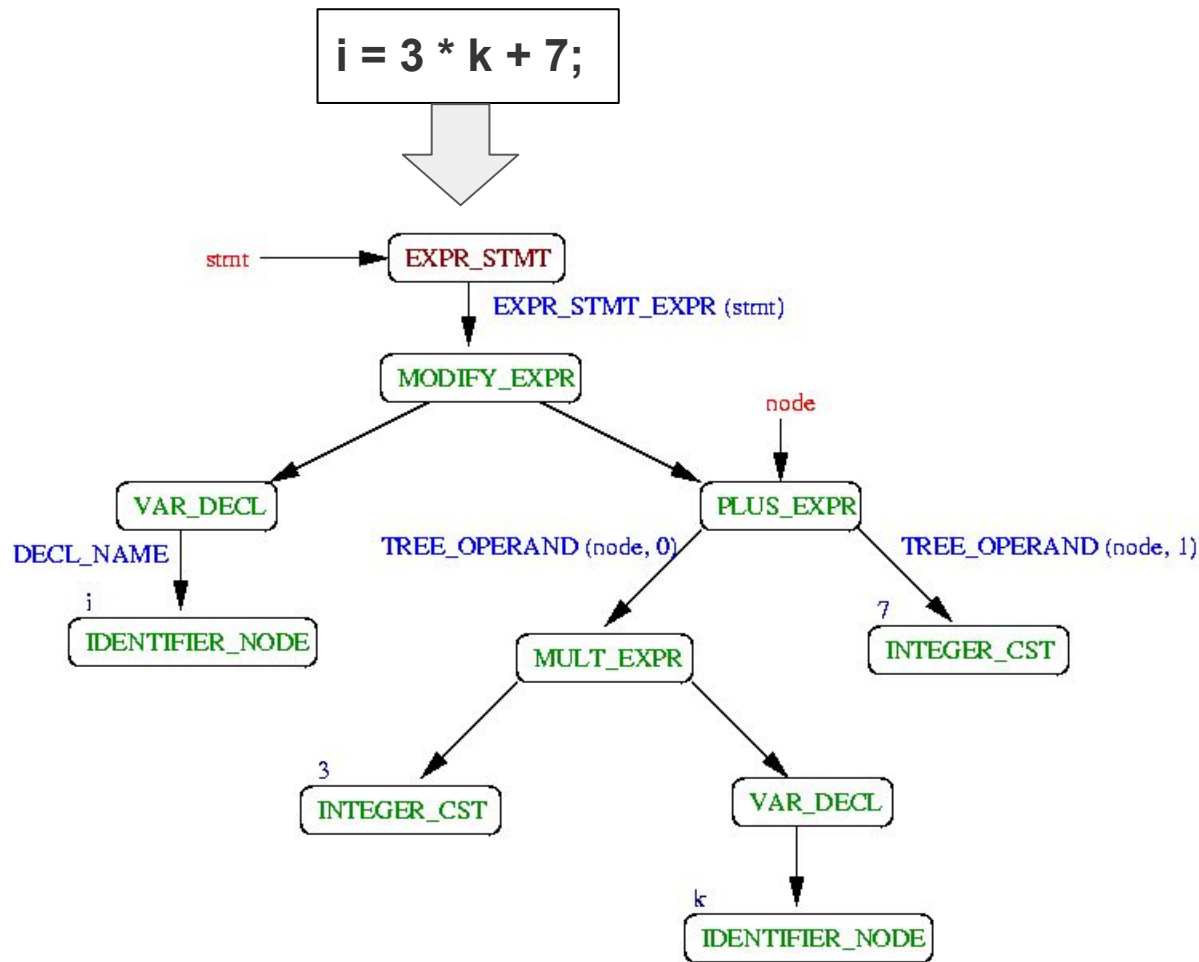 i = 3 * k + 7;
stmt
EXPR_STMT
EXPR_STMT_EXPR (stmt)
MODIFY_EXPR
node
VAR_DECL
PLUS_EXPR
DECL_NAME
TREE_OPERAND (node, 0)
TREE_OPERAND (node, 1)
i
IDENTIFIER_NODE
7
INTEGER_CST
MULT_EXPR
3
INTEGER_CST
VAR_DECL
k
IDENTIFIER_NODE